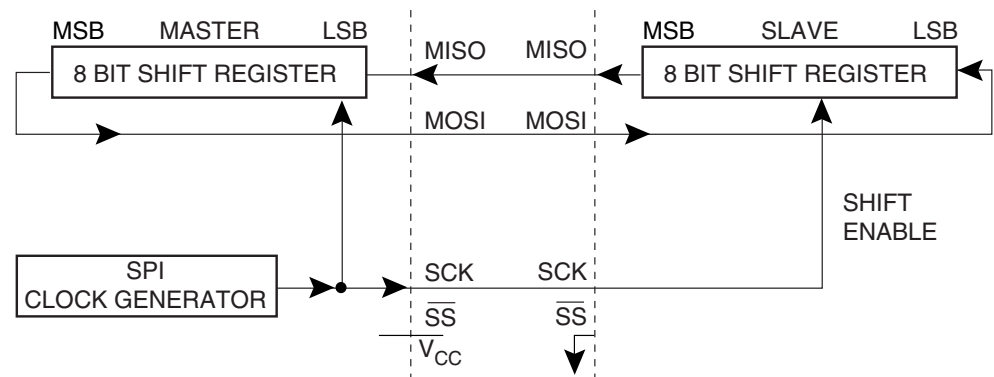 MSB MASTER LSB
MISO MISO
MSB SLAVE LSB
8 BIT SHIFT REGISTER
8 BIT SHIFT REGISTER
MOSI MOSI
SHIFT
ENABLE
SPI
CLOCK GENERATOR
SCK SCK
SS SS
VCC